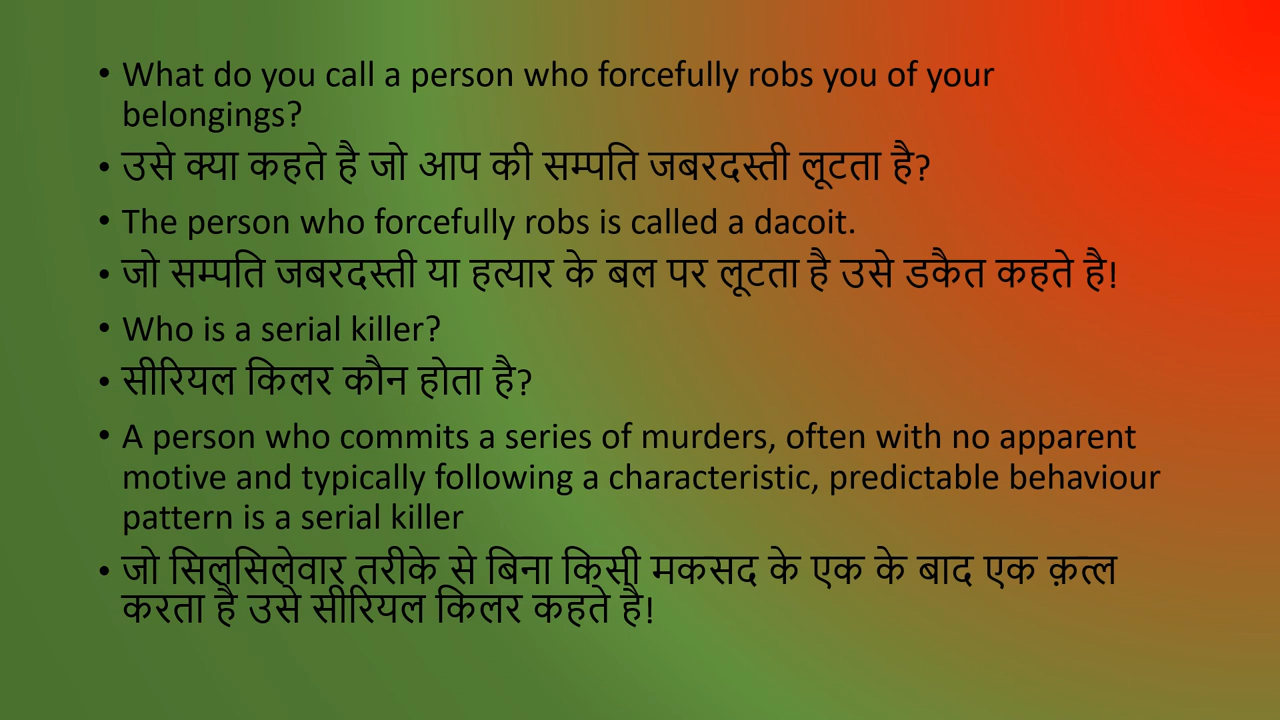 • What do you call a person who forcefully robs you of your
belongings?
• उसे क्या कहते है जो आप की सम्पति जबरदस्ती लूटता है?
• The person who forcefully robs is called a dacoit.
• जो सम्पति जबरदस्ती या हत्यार के बल पर लूटता है उसे डकैत कहते है!
• Who is a serial killer?
• सीरियल किलर कौन होता है?
• A person who commits a series of murders, often with no apparent
motive and typically following a characteristic, predictable behaviour
pattern is a serial killer
• जो सिलसिलेवार तरीके से बिना किसी मकसद के एक के बाद एक क़त्ल
करता है उसे सीरियल किलर कहते है!